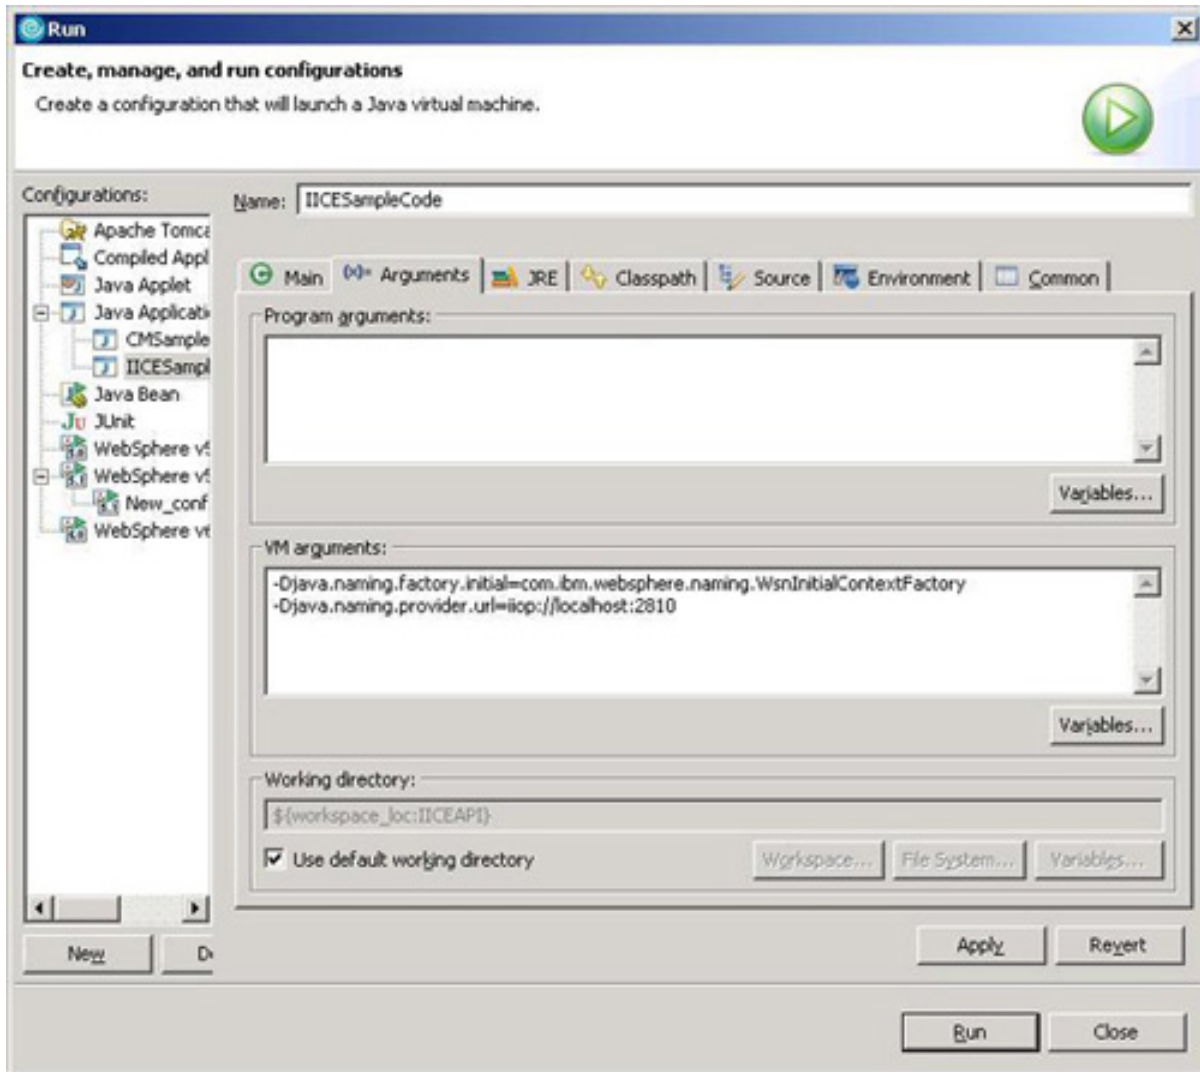 Run
Create, manage, and run configurations
Create a configuration that will launch a Java virtual machine.
Configurations:
Name: IICESampleCode
Apache Tomca
Compiled Appl
Java Applet
Java Applicati
CMSample
IICESampl
Java Bean
JUnit
WebSphere v5
WebSphere v5
New_conf
WebSphere v6
Main
Arguments
JRE
Classpath
Source
Environment
Common
Program arguments:
Variables...
VM arguments:
-Djava.naming.factory.initial=com.ibm.websphere.naming.WsnInitialContextFactory
-Djava.naming.provider.url=iiop://localhost:2810
Variables...
Working directory:
${workspace_loc:IICEAPI}
Use default working directory
Workspace...
File System...
Variables...
New
De
Apply
Revert
Run
Close